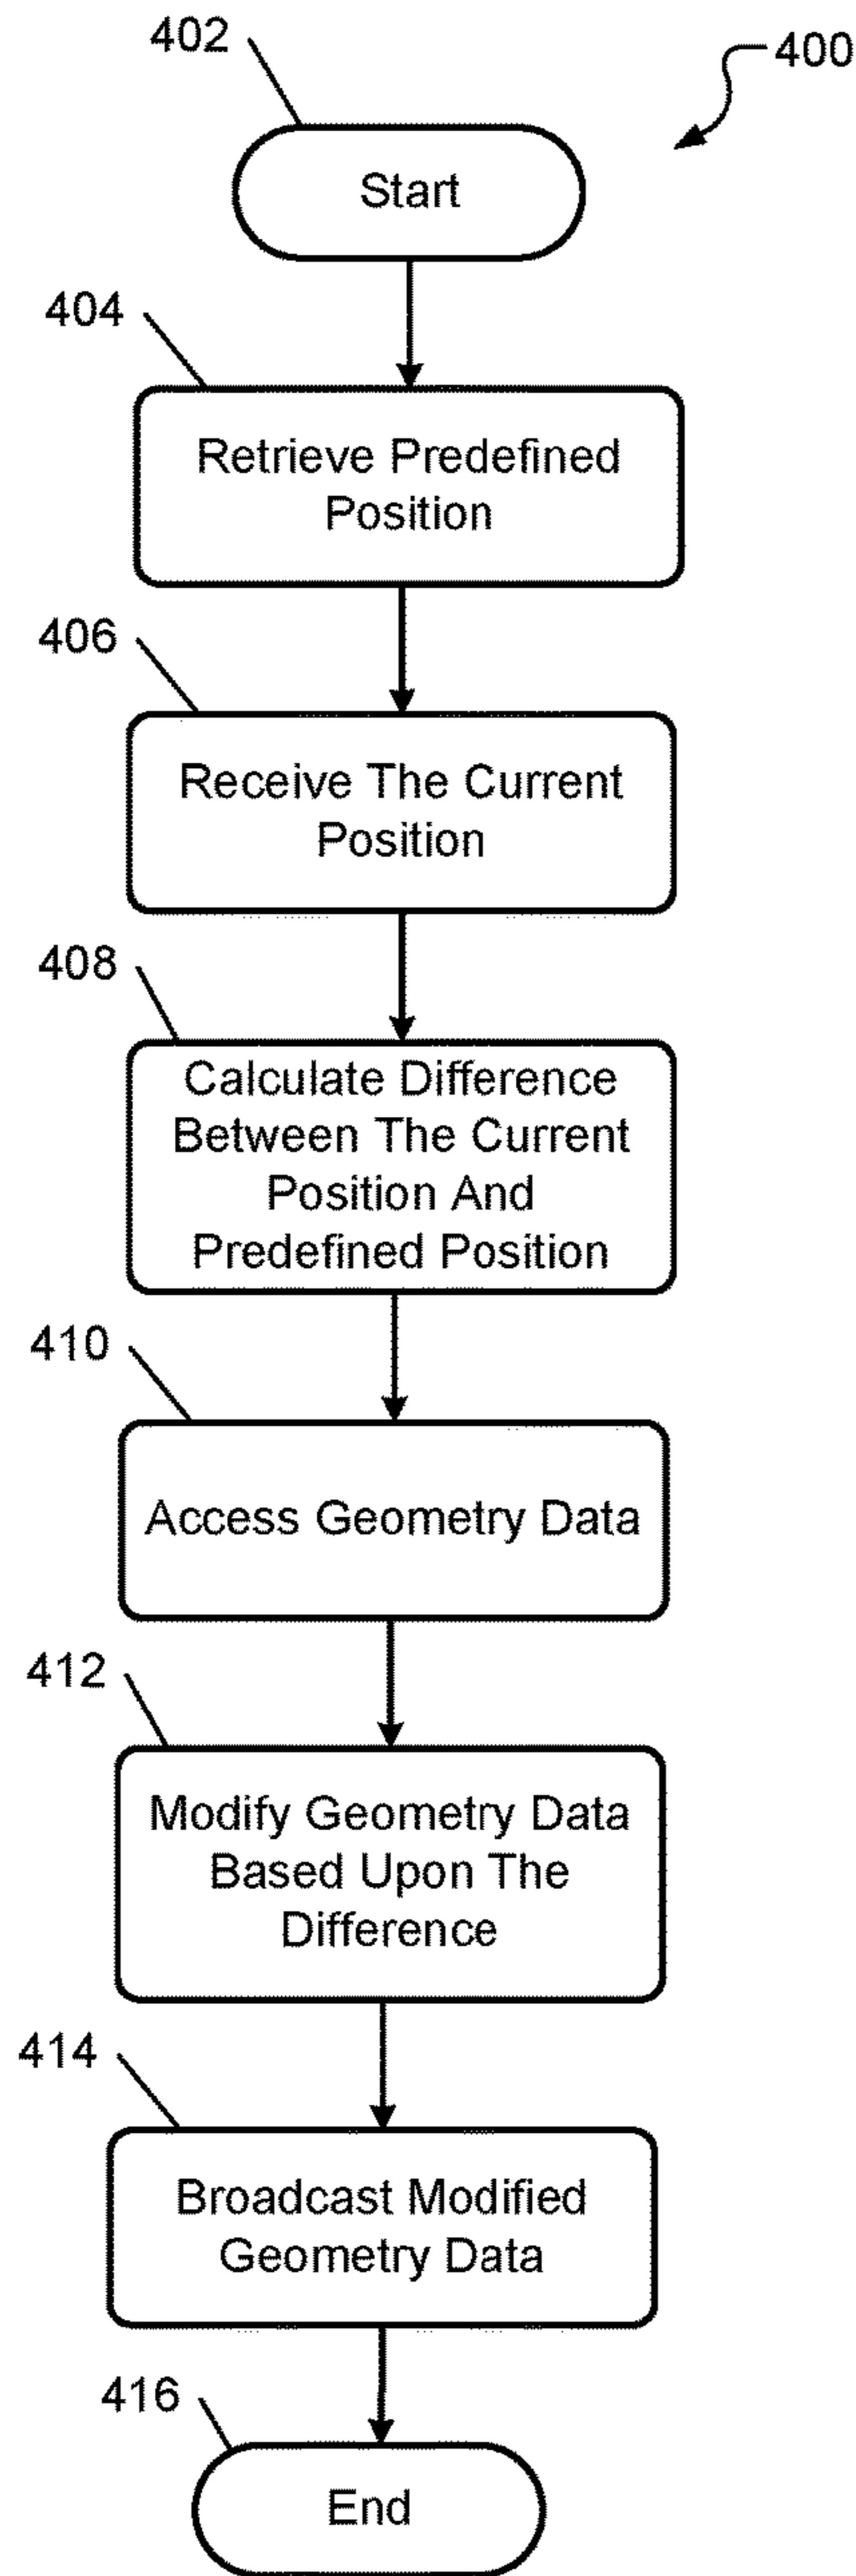 402
400
Start
404
Retrieve Predefined
Position
406
Receive The Current
Position
408
Calculate Difference
Between The Current
Position And
Predefined Position
410
Access Geometry Data
412
Modify Geometry Data
Based Upon The
Difference
414
Broadcast Modified
Geometry Data
416
End